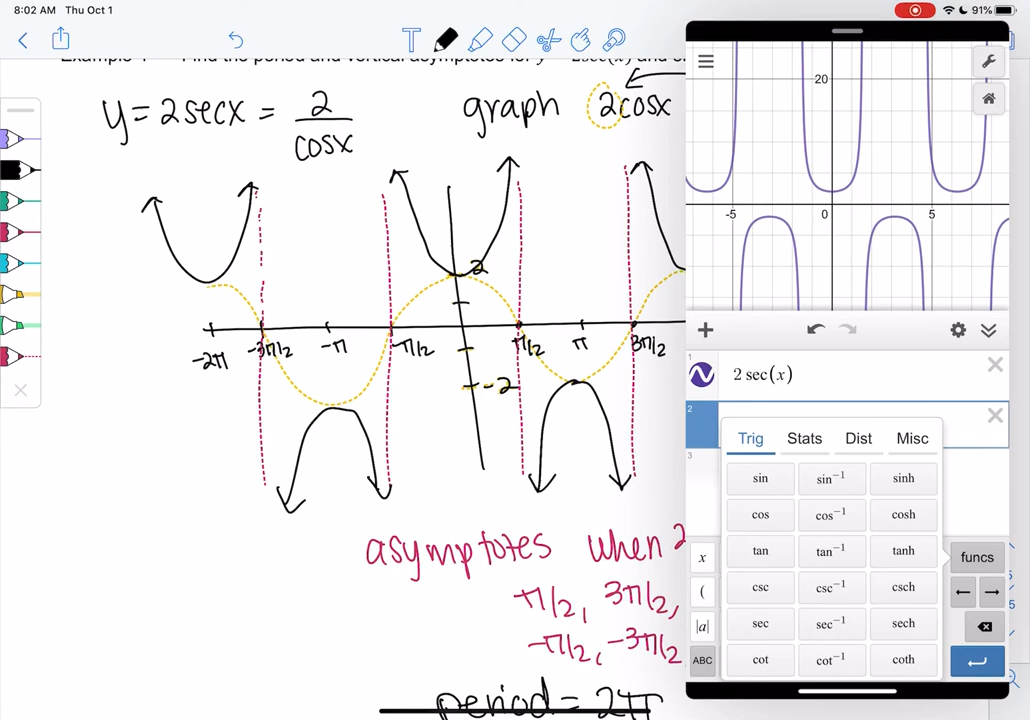 8:02 AM Thu Oct 1
91%
y = 2secx = 2/cosx
graph 2cosx
2
-2
-2π -3π/2 -π -π/2 π/2 π 3π/2
asymptotes when 2
π/2, 3π/2,
-π/2, -3π/2
period = 2π
20
-5 0 5
1
2 sec(x)
2
3
Trig Stats Dist Misc
sin sin⁻¹ sinh
cos cos⁻¹ cosh
x tan tan⁻¹ tanh funcs
( csc csc⁻¹ csch
|a| sec sec⁻¹ sech
ABC cot cot⁻¹ coth